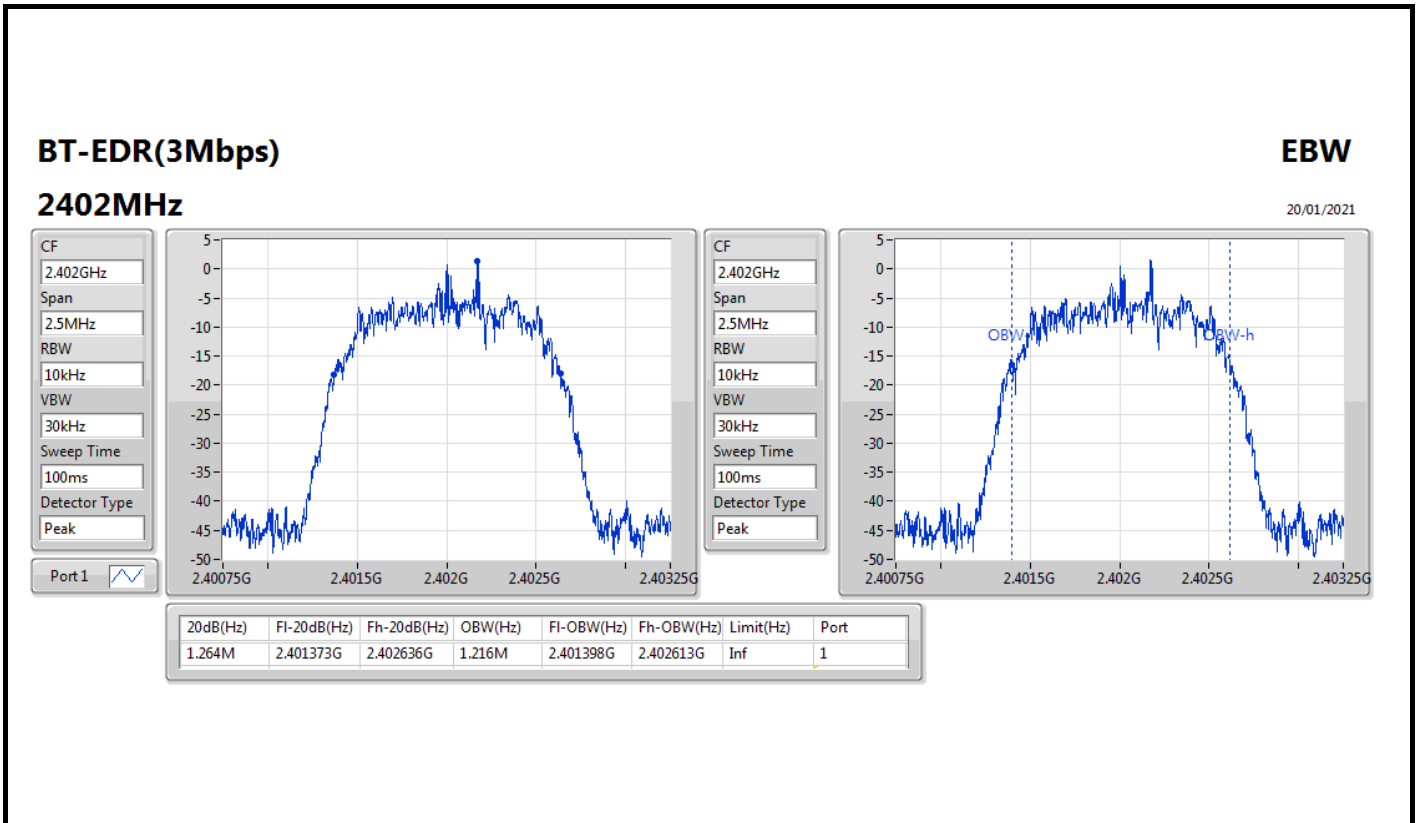 BT-EDR(3Mbps)
EBW
2402MHz
20/01/2021
CF
2.402GHz
Span
2.5MHz
RBW
10kHz
VBW
30kHz
Sweep Time
100ms
Detector Type
Peak
Port 1
5
0
-5
-10
-15
-20
-25
-30
-35
-40
-45
-50
2.40075G 2.4015G 2.402G 2.4025G 2.40325G
CF
2.402GHz
Span
2.5MHz
RBW
10kHz
VBW
30kHz
Sweep Time
100ms
Detector Type
Peak
5
0
-5
-10
-15
-20
-25
-30
-35
-40
-45
-50
OBW-h
2.40075G 2.4015G 2.402G 2.4025G 2.40325G
20dB(Hz) Fl-20dB(Hz) Fh-20dB(Hz) OBW(Hz) Fl-OBW(Hz) Fh-OBW(Hz) Limit(Hz) Port
1.264M 2.401373G 2.402636G 1.216M 2.401398G 2.402613G Inf 1